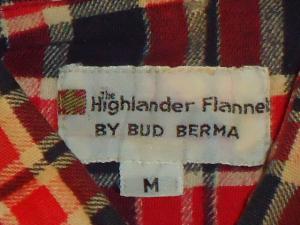 The
Highlander Flannel
BY BUD BERMA
M